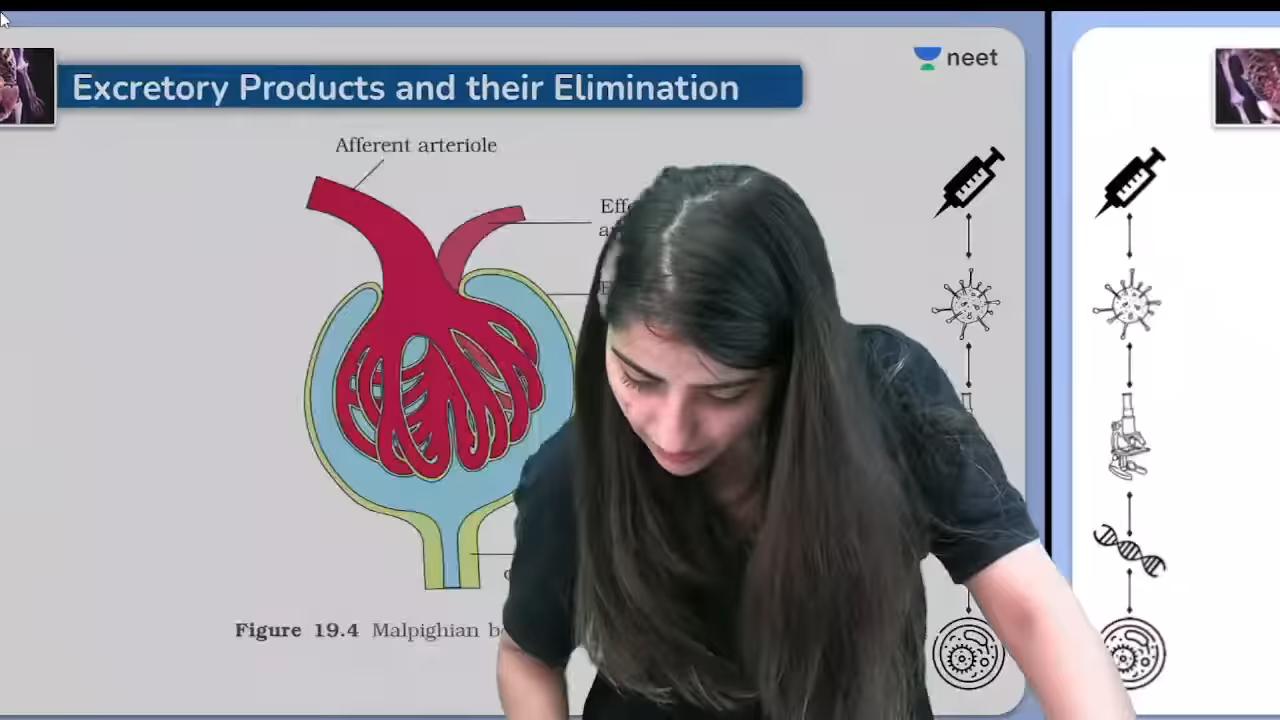 neet
Excretory Products and their Elimination
Afferent arteriole
Figure 19.4 Malpighian